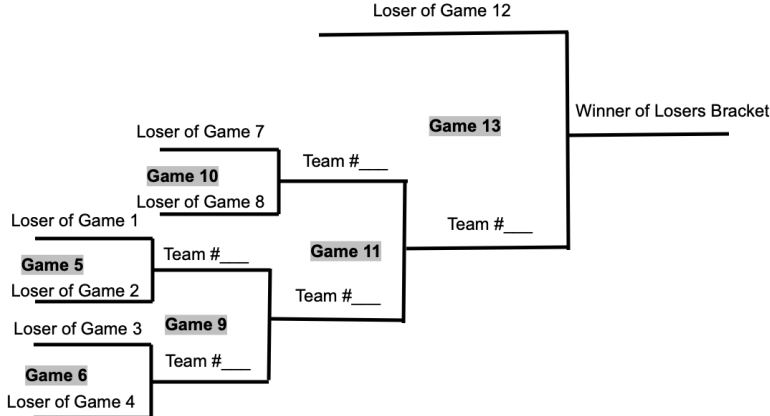 Loser of Game 12
Winner of Losers Bracket
Game 13
Loser of Game 7
Team #___
Game 10
Loser of Game 8
Loser of Game 1
Team #___
Team #___
Game 11
Game 5
Loser of Game 2
Team #___
Loser of Game 3
Game 9
Team #___
Game 6
Loser of Game 4